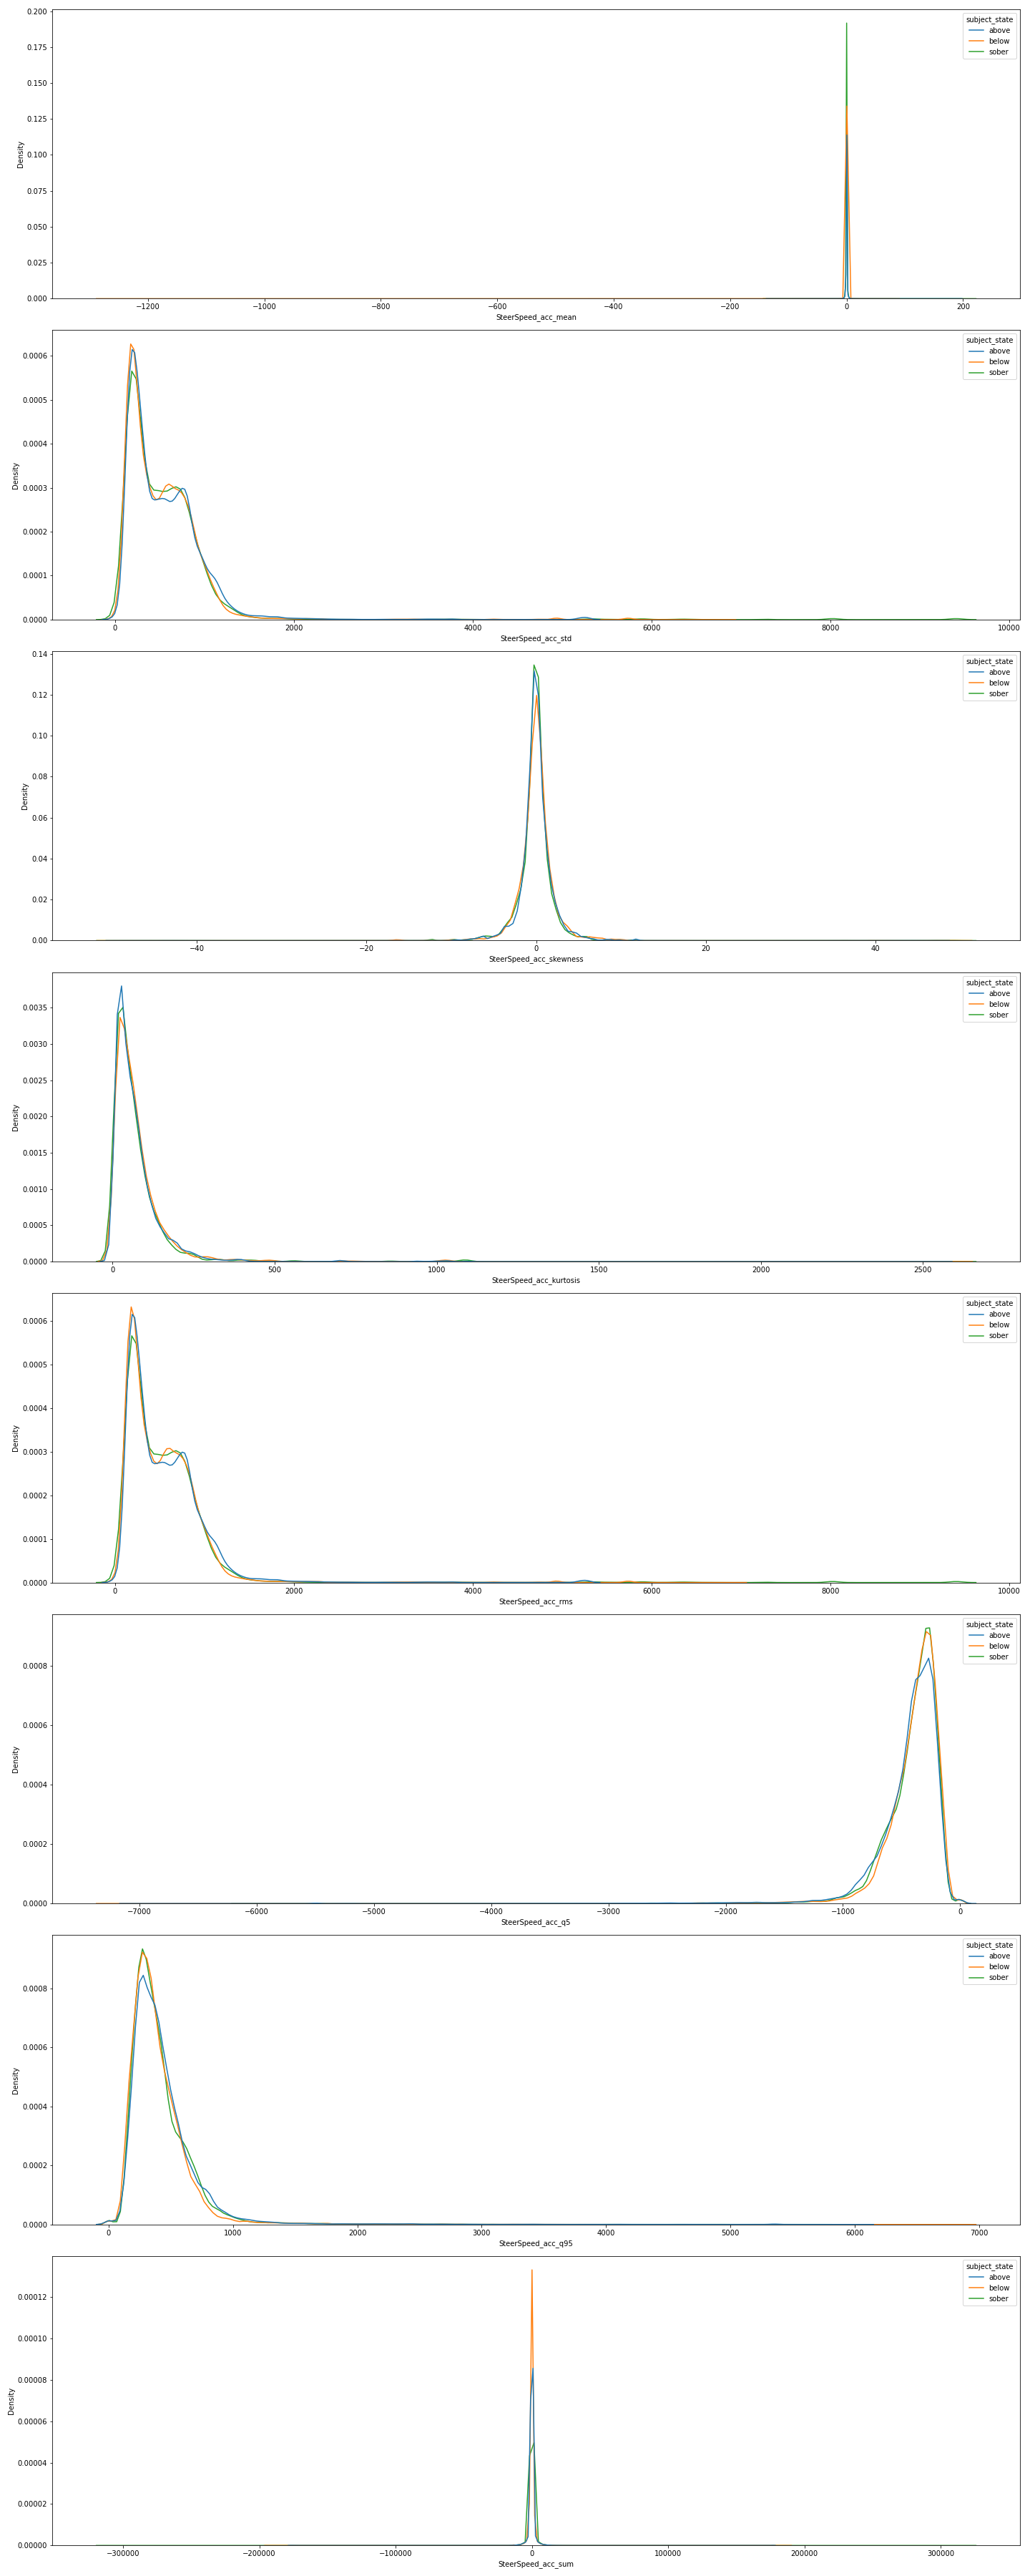 0.200
0.175
0.150
0.125
0.100
0.075
0.050
0.025
0.000
Density
−1200 −1000 −800 −600 −400 −200 0 200
SteerSpeed_acc_mean
subject_state
above
below
sober
0.0006
0.0005
0.0004
0.0003
0.0002
0.0001
0.0000
Density
0 2000 4000 6000 8000 10000
SteerSpeed_acc_std
subject_state
above
below
sober
0.14
0.12
0.10
0.08
0.06
0.04
0.02
0.00
Density
−40 −20 0 20 40
SteerSpeed_acc_skewness
subject_state
above
below
sober
0.0035
0.0030
0.0025
0.0020
0.0015
0.0010
0.0005
0.0000
Density
0 500 1000 1500 2000 2500
SteerSpeed_acc_kurtosis
subject_state
above
below
sober
0.0006
0.0005
0.0004
0.0003
0.0002
0.0001
0.0000
Density
0 2000 4000 6000 8000 10000
SteerSpeed_acc_rms
subject_state
above
below
sober
0.0008
0.0006
0.0004
0.0002
0.0000
Density
−7000 −6000 −5000 −4000 −3000 −2000 −1000 0
SteerSpeed_acc_q5
subject_state
above
below
sober
0.0008
0.0006
0.0004
0.0002
0.0000
Density
0 1000 2000 3000 4000 5000 6000 7000
SteerSpeed_acc_q95
subject_state
above
below
sober
0.00012
0.00010
0.00008
0.00006
0.00004
0.00002
0.00000
Density
−300000 −200000 −100000 0 100000 200000 300000
SteerSpeed_acc_sum
subject_state
above
below
sober